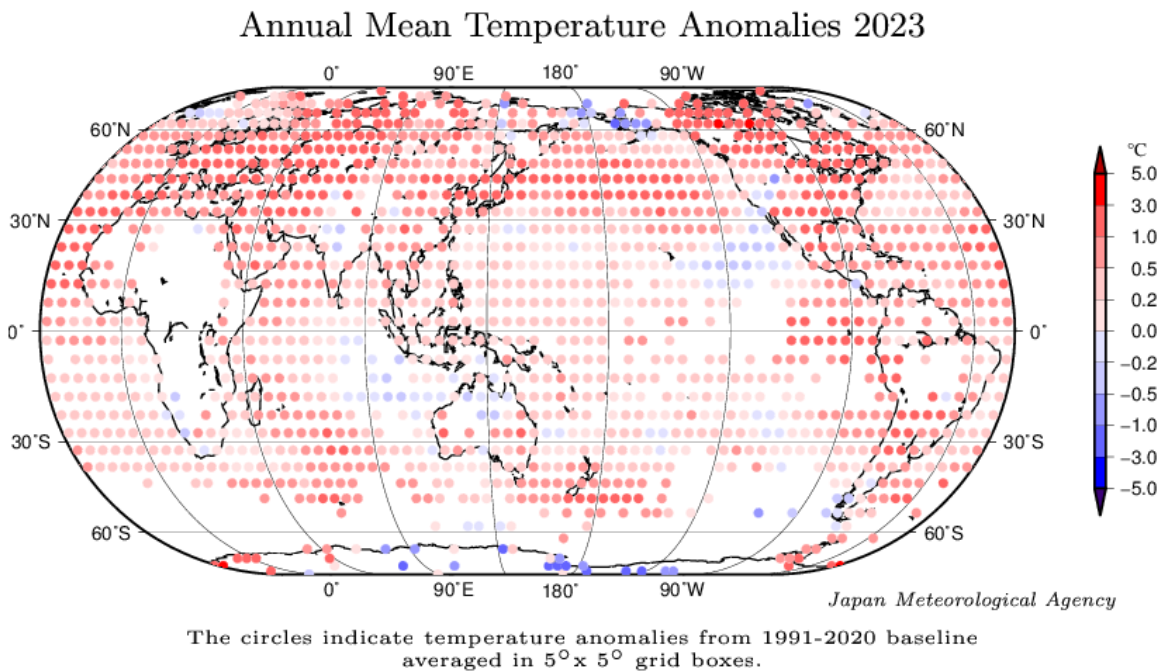 Annual Mean Temperature Anomalies 2023
0° 90°E 180° 90°W
60°N 60°N
30°N 30°N
0° 0°
30°S 30°S
60°S 60°S
0° 90°E 180° 90°W
°C
5.0
3.0
1.0
0.5
0.2
0.0
−0.2
−0.5
−1.0
−3.0
−5.0
Japan Meteorological Agency
The circles indicate temperature anomalies from 1991-2020 baseline
averaged in 5°x 5° grid boxes.